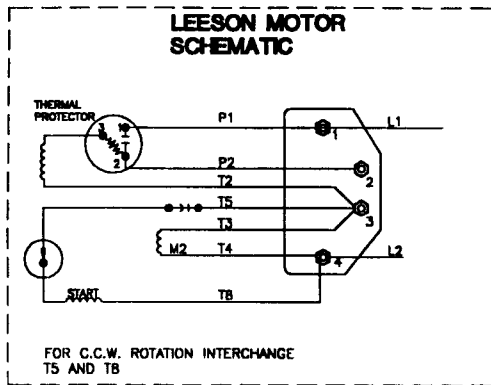 LEESON MOTOR
SCHEMATIC
THERMAL
PROTECTOR
3 1
2
P1
1
L1
P2
2
T2
T5
3
T3
M2 T4
4
L2
START
T8
FOR C.C.W. ROTATION INTERCHANGE
T5 AND T8